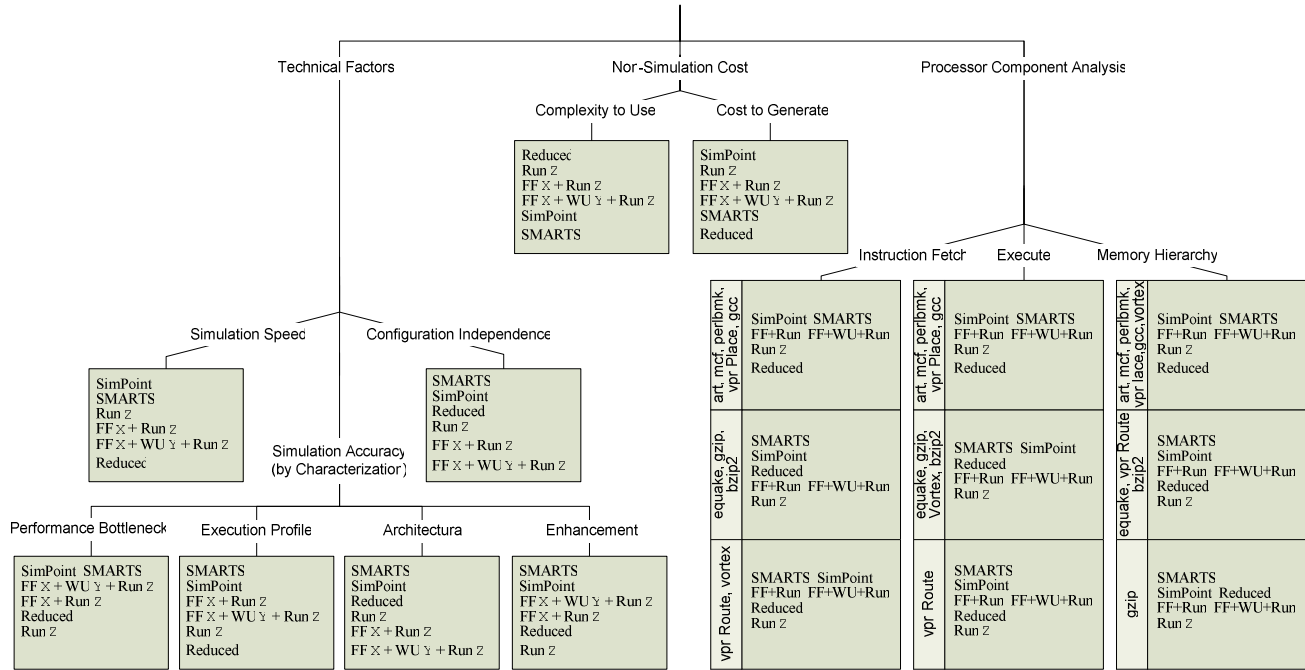 Technical Factors
Nor-Simulation Cost
Processor Component Analysis
Complexity to Use
Cost to Generate
Reduced
Run Z
FF X + Run Z
FF X + WU Y + Run Z
SimPoint
SMARTS
SimPoint
Run Z
FF X + Run Z
FF X + WU Y + Run Z
SMARTS
Reduced
Instruction Fetch
Execute
Memory Hierarchy
Simulation Speed
Configuration Independence
SimPoint
SMARTS
Run Z
FF X + Run Z
FF X + WU Y + Run Z
Reduced
SMARTS
SimPoint
Reduced
Run Z
FF X + Run Z
FF X + WU Y + Run Z
Simulation Accuracy
(by Characterization)
Performance Bottleneck
Execution Profile
Architectura
Enhancement
SimPoint SMARTS
FF X + WU Y + Run Z
FF X + Run Z
Reduced
Run Z
SMARTS
SimPoint
FF X + Run Z
FF X + WU Y + Run Z
Run Z
Reduced
SMARTS
SimPoint
Reduced
Run Z
FF X + Run Z
FF X + WU Y + Run Z
SMARTS
SimPoint
FF X + WU Y + Run Z
FF X + Run Z
Reduced
Run Z
art, mcf, perlbmk,
vpr Place, gcc
SimPoint SMARTS
FF+Run FF+WU+Run
Run Z
Reduced
equake, gzip,
bzip2
SMARTS
SimPoint
Reduced
FF+Run FF+WU+Run
Run Z
vpr Route, vortex
SMARTS SimPoint
FF+Run FF+WU+Run
Reduced
Run Z
art, mcf, perlbmk,
vpr Place, gcc
SimPoint SMARTS
FF+Run FF+WU+Run
Run Z
Reduced
equake, gzip,
Vortex, bzip2
SMARTS SimPoint
Reduced
FF+Run FF+WU+Run
Run Z
vpr Route
SMARTS
SimPoint
FF+Run FF+WU+Run
Reduced
Run Z
art, mcf, perlbmk,
vpr lace,gcc,vortex
SimPoint SMARTS
FF+Run FF+WU+Run
Run Z
Reduced
equake, vpr Route
bzip2
SMARTS
SimPoint
FF+Run FF+WU+Run
Reduced
Run Z
gzip
SMARTS
SimPoint Reduced
FF+Run FF+WU+Run
Run Z